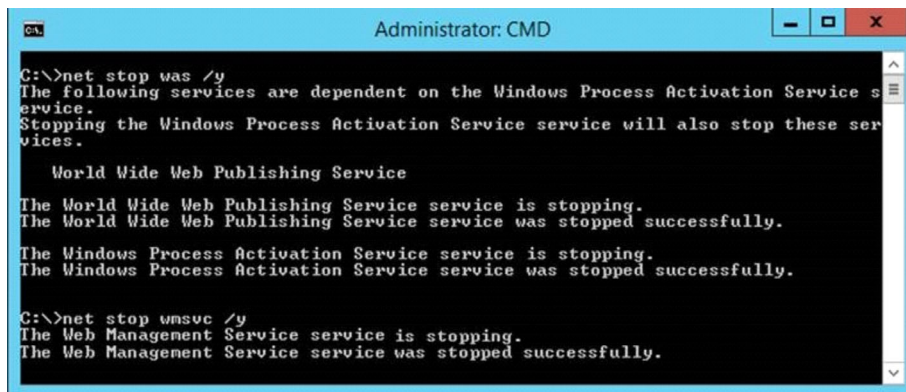 Administrator: CMD
C:\>net stop was /y
The following services are dependent on the Windows Process Activation Service s
ervice.
Stopping the Windows Process Activation Service service will also stop these ser
vices.
World Wide Web Publishing Service
The World Wide Web Publishing Service service is stopping.
The World Wide Web Publishing Service service was stopped successfully.
The Windows Process Activation Service service is stopping.
The Windows Process Activation Service service was stopped successfully.
C:\>net stop wmsvc /y
The Web Management Service service is stopping.
The Web Management Service service was stopped successfully.